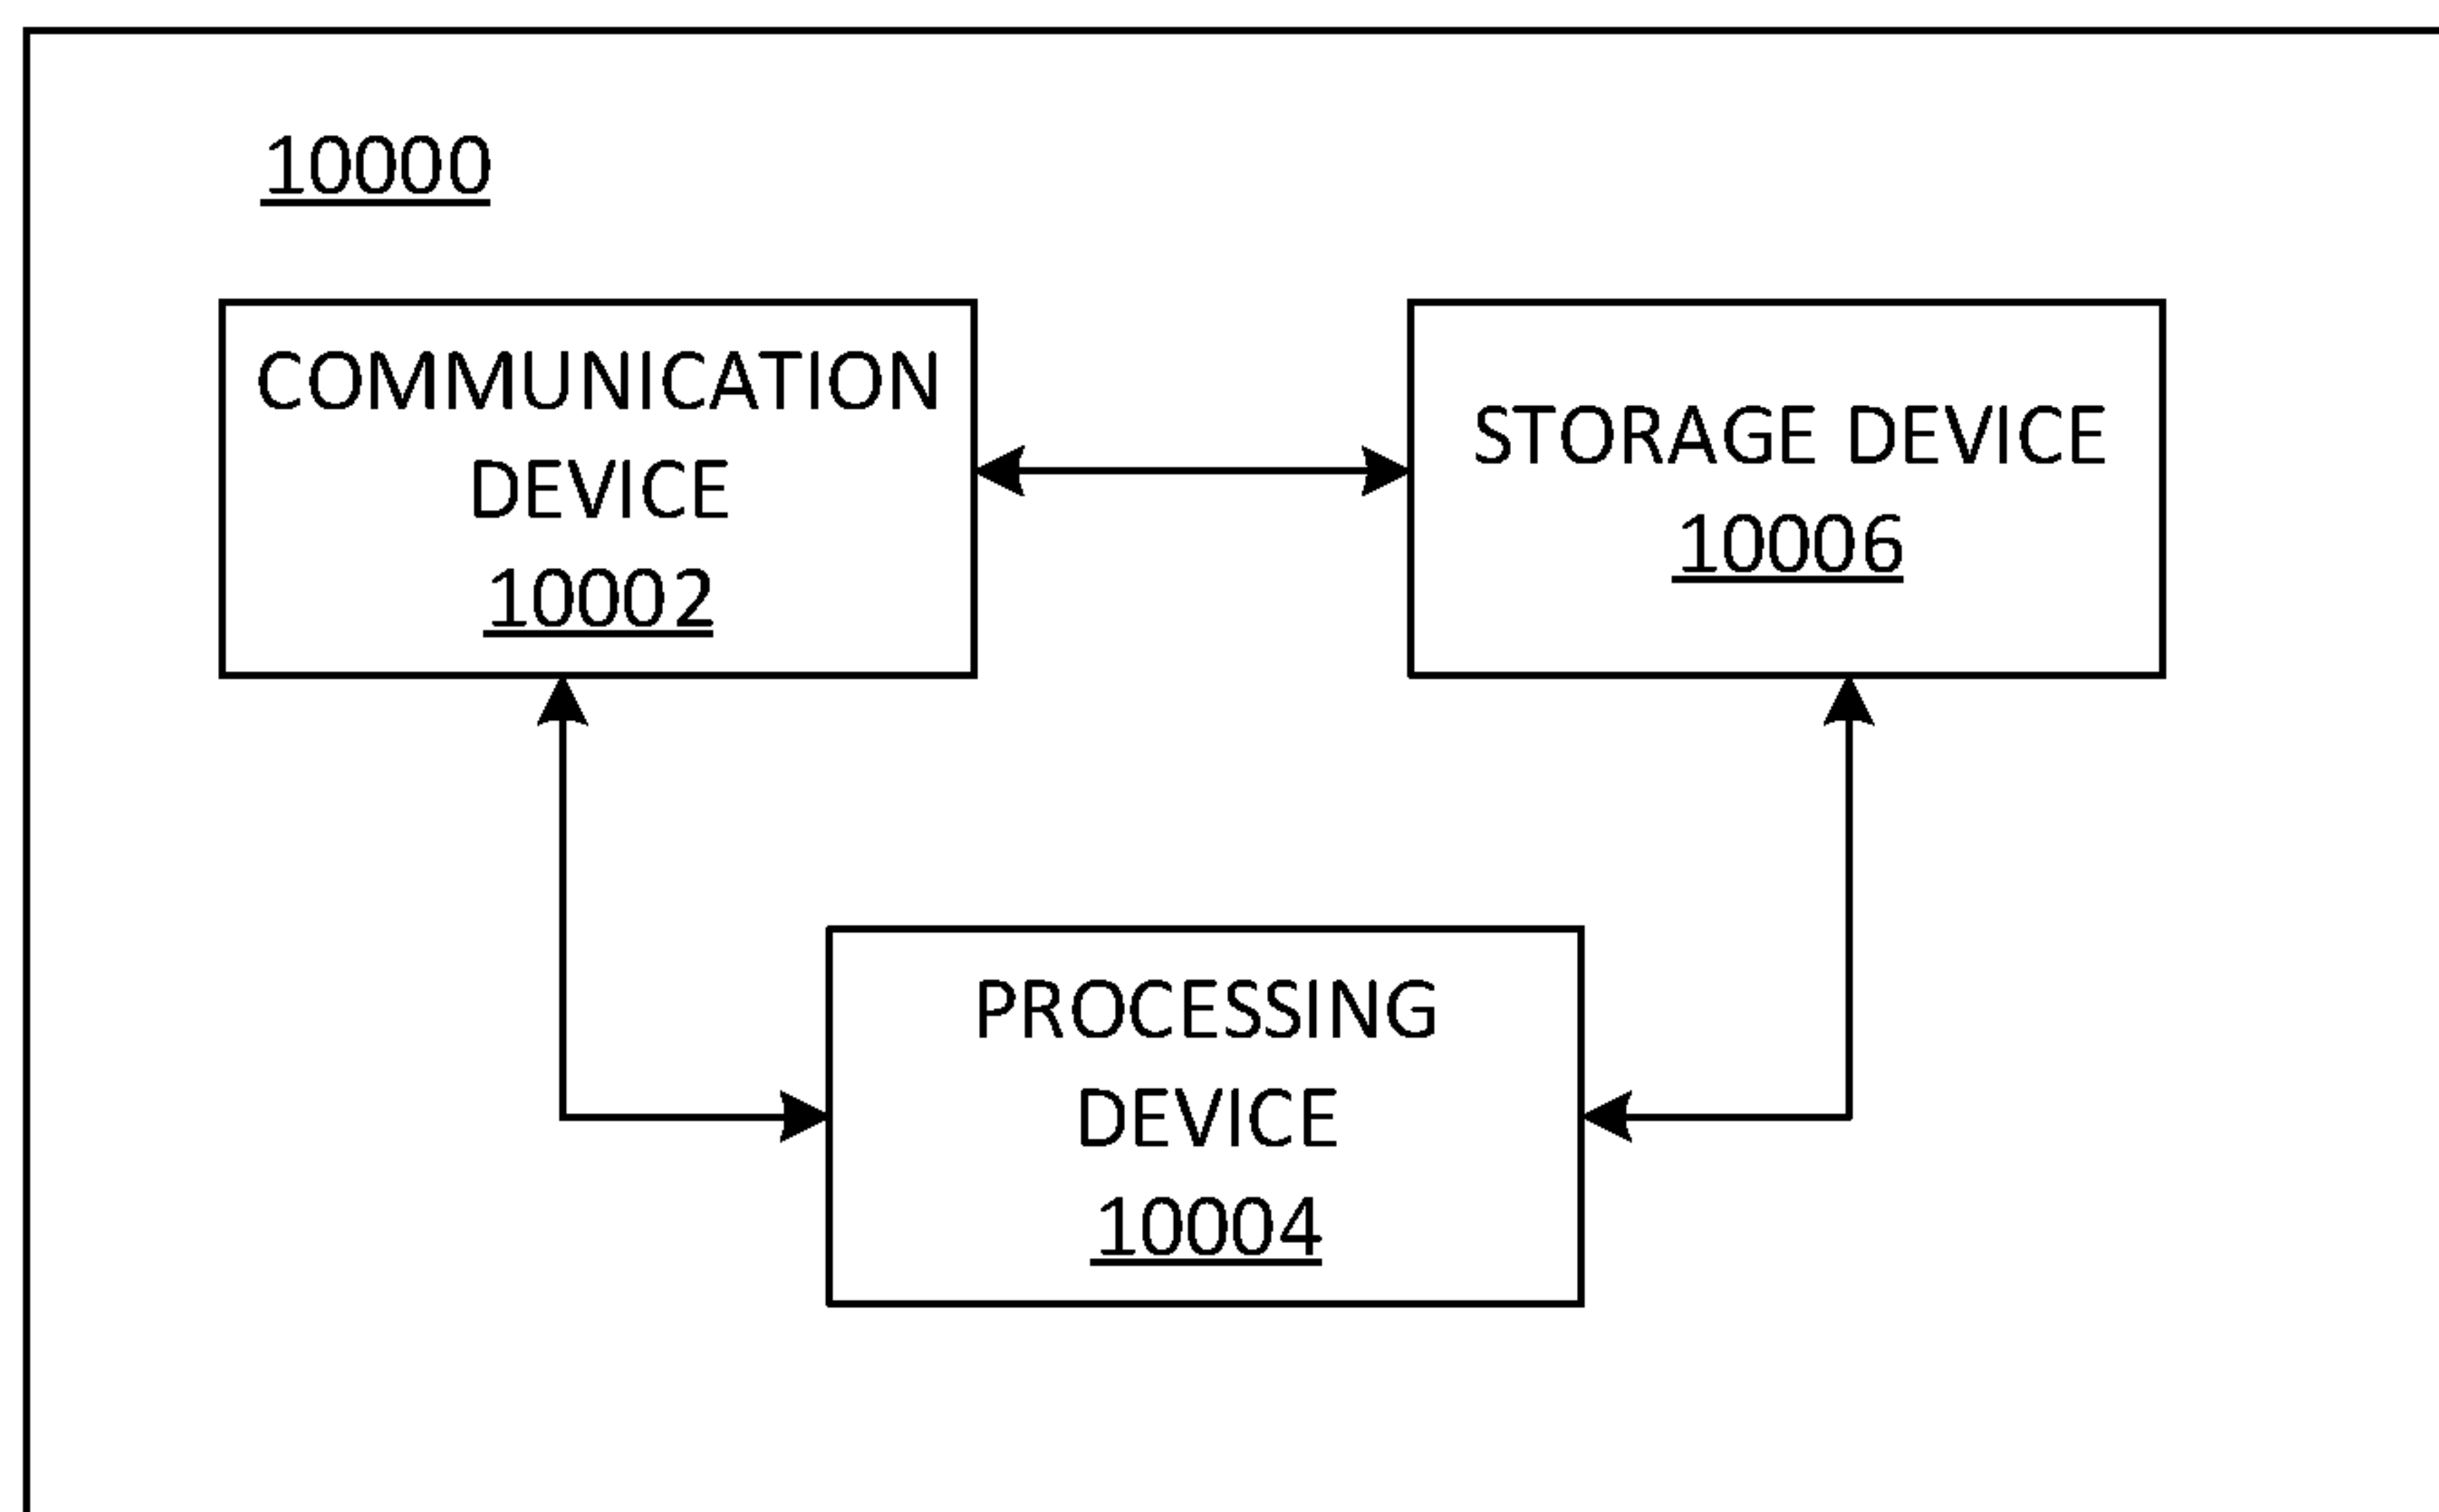 10000
COMMUNICATION
DEVICE
10002
STORAGE DEVICE
10006
PROCESSING
DEVICE
10004